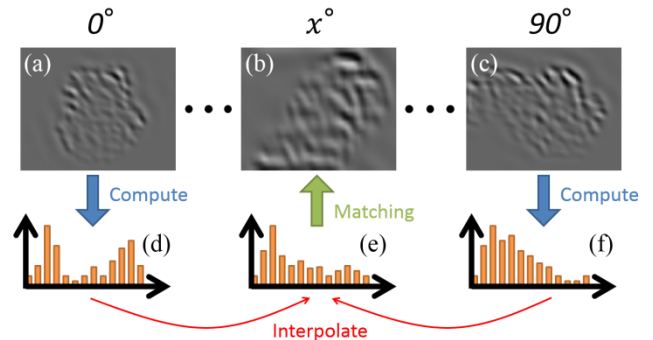 0° x° 90°
(a) (b) (c)
Compute Matching Compute
(d) (e) (f)
Interpolate